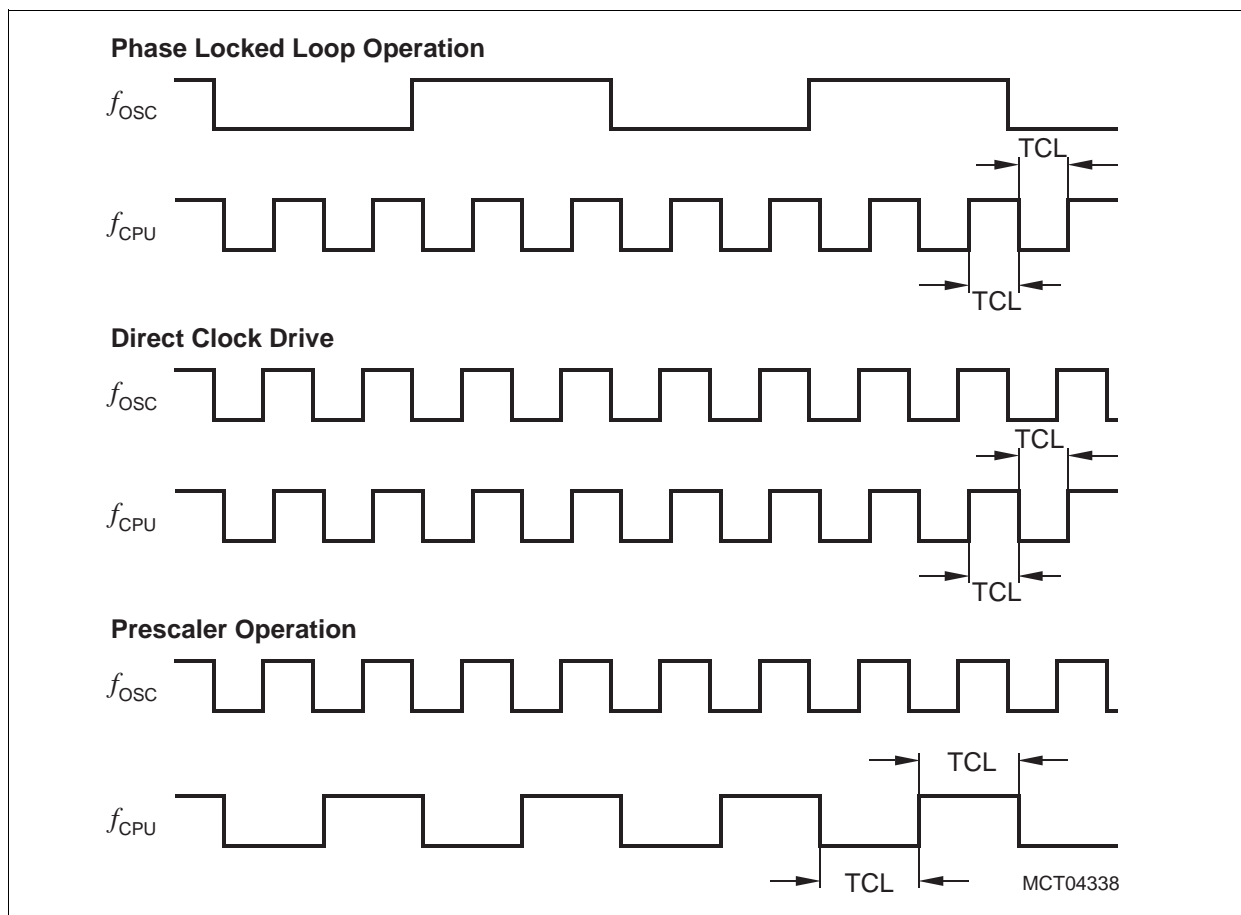 Phase Locked Loop Operation
fOSC
TCL
fCPU
TCL
Direct Clock Drive
fOSC
TCL
fCPU
TCL
Prescaler Operation
fOSC
TCL
fCPU
TCL
MCT04338